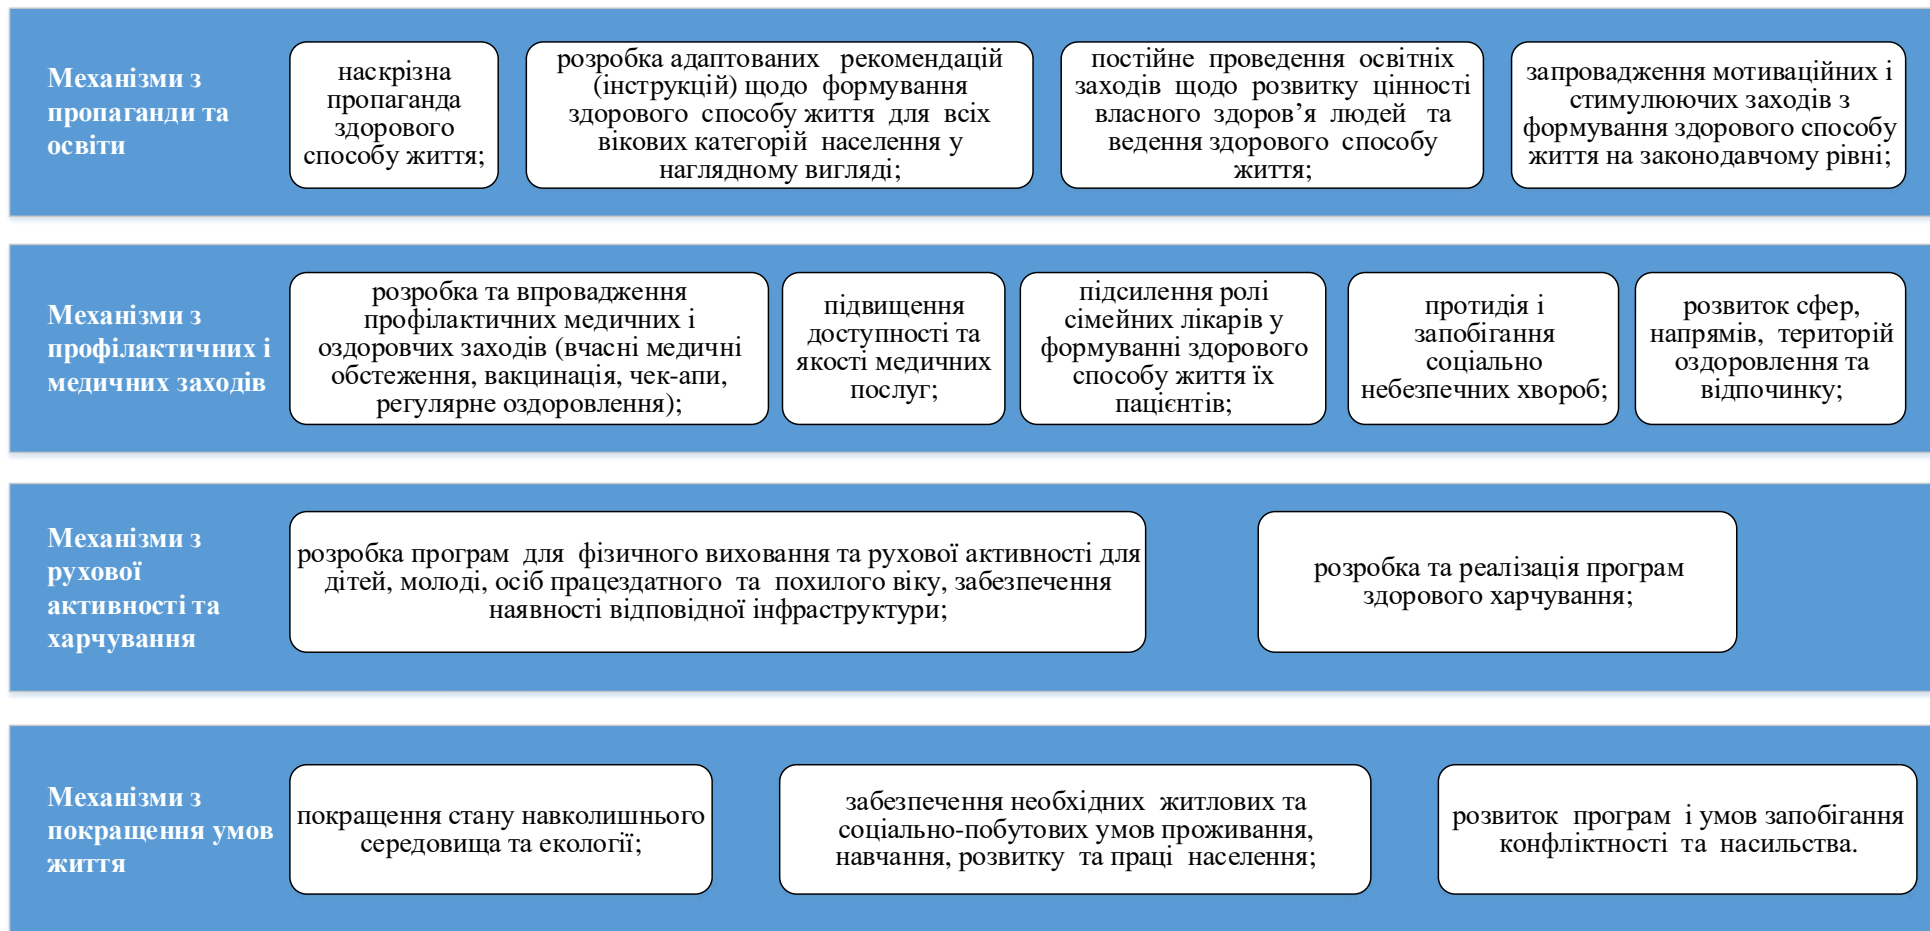 Механізми з
пропаганди та
освіти
наскрізна
пропаганда
здорового
способу життя;
розробка адаптованих рекомендацій
(інструкцій) щодо формування
здорового способу життя для всіх
вікових категорій населення у
наглядному вигляді;
постійне проведення освітніх
заходів щодо розвитку цінності
власного здоров’я людей та
ведення здорового способу
життя;
запровадження мотиваційних і
стимулюючих заходів з
формування здорового способу
життя на законодавчому рівні;
Механізми з
профілактичних і
медичних заходів
розробка та впровадження
профілактичних медичних і
оздоровчих заходів (вчасні медичні
обстеження, вакцинація, чек-апи,
регулярне оздоровлення);
підвищення
доступності та
якості медичних
послуг;
підсилення ролі
сімейних лікарів у
формуванні здорового
способу життя їх
пацієнтів;
протидія і
запобігання
соціально
небезпечних хвороб;
розвиток сфер,
напрямів, територій
оздоровлення та
відпочинку;
Механізми з
рухової
активності та
харчування
розробка програм для фізичного виховання та рухової активності для
дітей, молоді, осіб працездатного та похилого віку, забезпечення
наявності відповідної інфраструктури;
розробка та реалізація програм
здорового харчування;
Механізми з
покращення умов
життя
покращення стану навколишнього
середовища та екології;
забезпечення необхідних житлових та
соціально-побутових умов проживання,
навчання, розвитку та праці населення;
розвиток програм і умов запобігання
конфліктності та насильства.